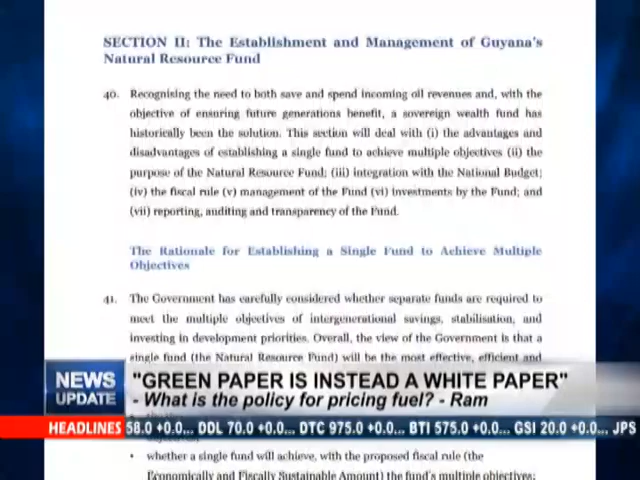 SECTION II: The Establishment and Management of Guyana's
Natural Resource Fund
40. Recognising the need to both save and spend incoming oil revenues and, with the
objective of ensuring future generations benefit, a sovereign wealth fund has
historically been the solution. This section will deal with (i) the advantages and
disadvantages of establishing a single fund to achieve multiple objectives (ii) the
purpose of the Natural Resource Fund; (iii) integration with the National Budget;
(iv) the fiscal rule (v) management of the Fund (vi) investments by the Fund; and
(vii) reporting, auditing and transparency of the Fund.
The Rationale for Establishing a Single Fund to Achieve Multiple
Objectives
41. The Government has carefully considered whether separate funds are required to
meet the multiple objectives of intergenerational savings, stabilisation, and
investing in development priorities. Overall, the view of the Government is that a
single fund (the Natural Resource Fund) will be the most effective, efficient and
NEWS
UPDATE
"GREEN PAPER IS INSTEAD A WHITE PAPER"
- What is the policy for pricing fuel? - Ram
HEADLINES 58.0 +0.0... DDL 70.0 +0.0... DTC 975.0 +0.0... BTI 575.0 +0.0... GSI 20.0 +0.0... JPS
• whether a single fund will achieve, with the proposed fiscal rule (the
Economically and Fiscally Sustainable Amount) the fund's multiple objectives;